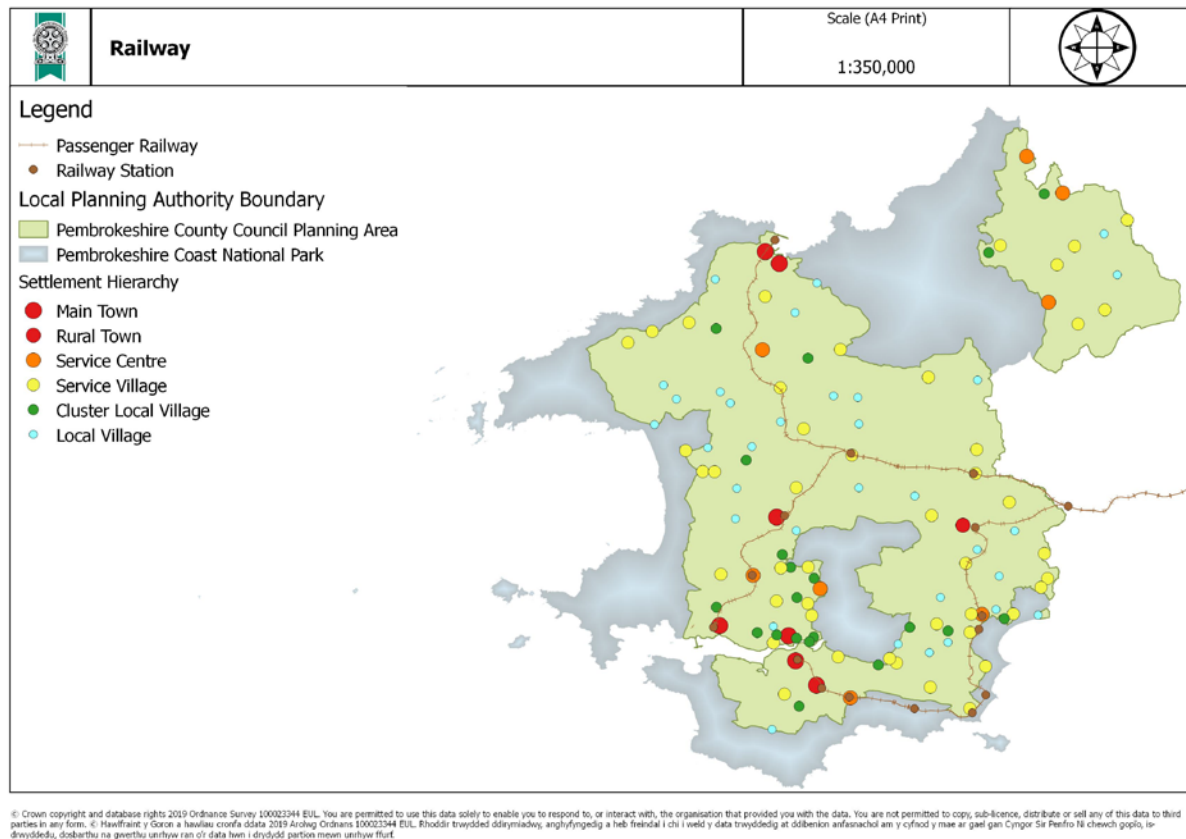 Railway
Scale (A4 Print)
1:350,000
Legend
Passenger Railway
Railway Station
Local Planning Authority Boundary
Pembrokeshire County Council Planning Area
Pembrokeshire Coast National Park
Settlement Hierarchy
Main Town
Rural Town
Service Centre
Service Village
Cluster Local Village
Local Village
© Crown copyright and database rights 2019 Ordnance Survey 100023344 EUL. You are permitted to use this data solely to enable you to respond to, or interact with, the organisation that provided you with the data. You are not permitted to copy, sub-licence, distribute or sell any of this data to third
parties in any form. © Hawlfraint y Goron a hawliau cronfa ddata 2019 Arolwg Ordnans 100023344 EUL. Rhoddir trwydded ddirymiadwy, anghyfyngedig a heb freindal i chi i weld y data trwyddedig at ddibenion anfasnachol am y cyfnod y mae ar gael gan Cyngor Sir Penfro Ni chewch gopïo, is-
drwyddedu, dosbarthu na gwerthu unrhyw ran o'r data hwn i drydydd partion mewn unrhyw ffurf.